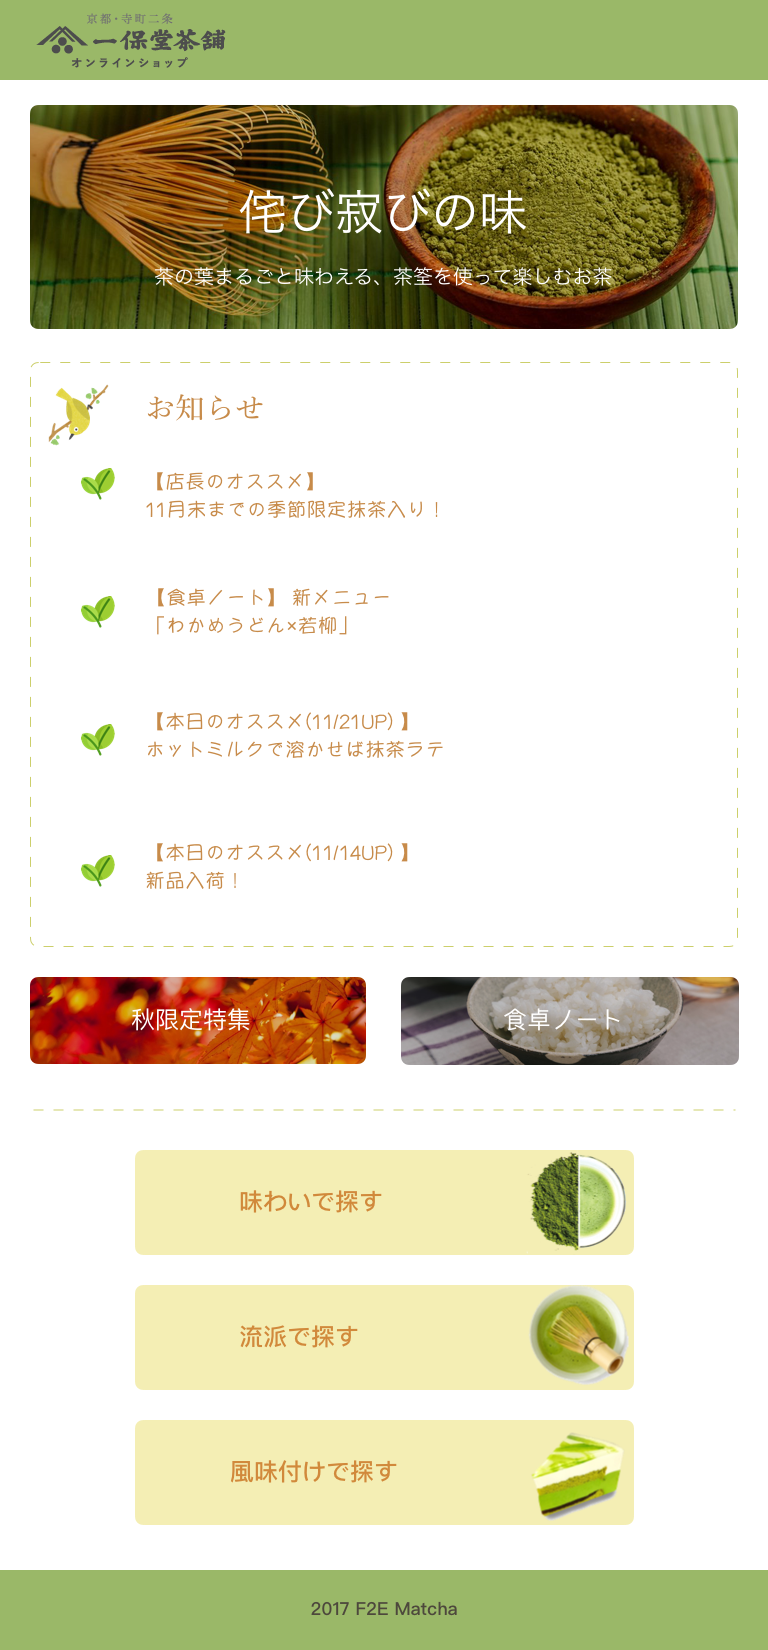 京都・寺町二条
一保堂茶舗
オンラインショップ
侘び寂びの味
茶の葉まるごと味わえる、茶筌を使って楽しむお茶
お知らせ
【店長のオススメ】
11月末までの季節限定抹茶入り！
【食卓ノート】 新メニュー
「わかめうどん×若柳」
【本日のオススメ(11/21UP) 】
ホットミルクで溶かせば抹茶ラテ
【本日のオススメ(11/14UP) 】
新品入荷！
秋限定特集
食卓ノート
味わいで探す
流派で探す
風味付けで探す
2017 F2E Matcha